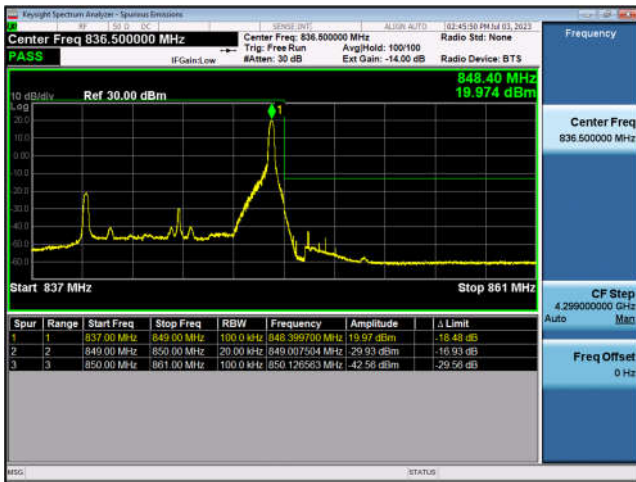 Keysight Spectrum Analyzer - Spurious Emissions
RF 50 Ω DC SENSE:INT ALIGN AUTO 02:45:50 PM Jul 03, 2023
Center Freq 836.500000 MHz
Center Freq: 836.500000 MHz
Radio Std: None
Trig: Free Run Avg|Hold: 100/100
PASS
IFGain:Low #Atten: 30 dB Ext Gain: -14.00 dB Radio Device: BTS
848.40 MHz
19.974 dBm
10 dB/div Ref 30.00 dBm
Log
1
20.0
10.0
0.00
-10.0
-20.0
-30.0
-40.0
-50.0
-60.0
Start 837 MHz Stop 861 MHz
Spur Range Start Freq Stop Freq RBW Frequency Amplitude Δ Limit
1 1 837.00 MHz 849.00 MHz 100.0 kHz 848.399700 MHz 19.97 dBm -18.48 dB
2 2 849.00 MHz 850.00 MHz 20.00 kHz 849.007504 MHz -29.93 dBm -16.93 dB
3 3 850.00 MHz 861.00 MHz 100.0 kHz 850.126563 MHz -42.56 dBm -29.56 dB
MSG STATUS
Frequency
Center Freq
836.500000 MHz
CF Step
4.299000000 GHz
Auto Man
Freq Offset
0 Hz